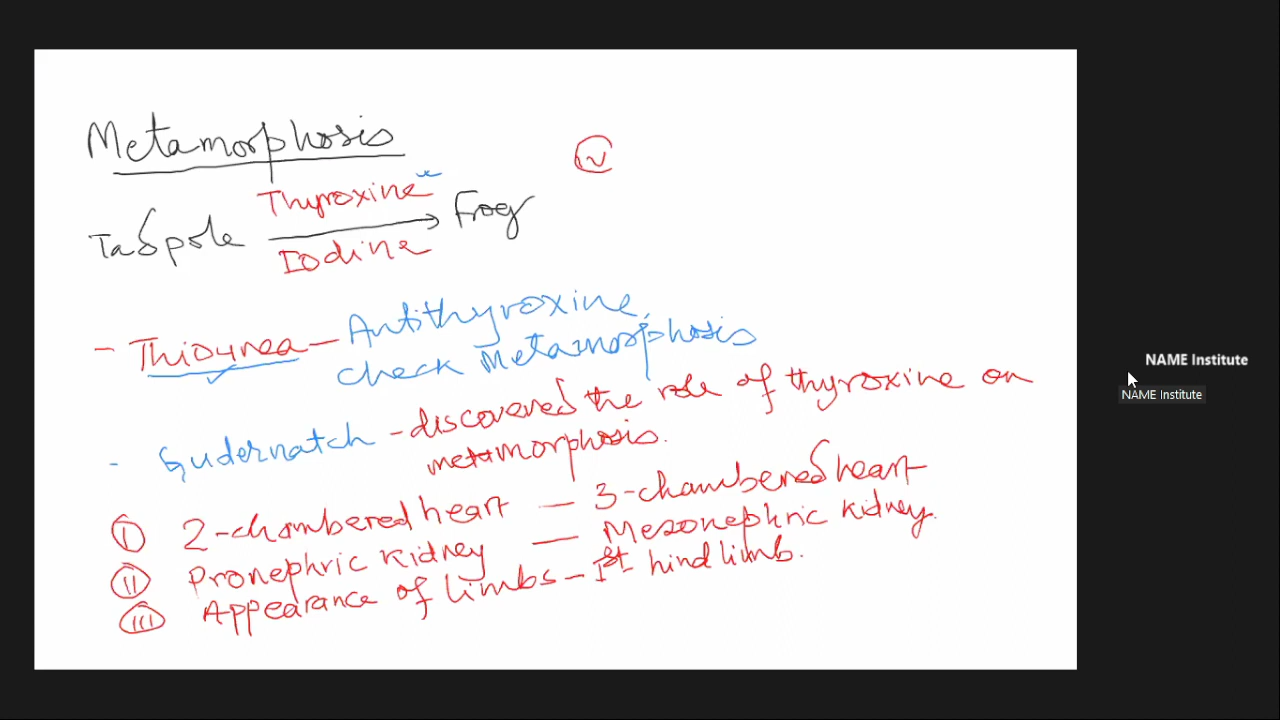 Metamorphosis
(iv)
Thyroxine
Tadpole → Frog
Iodine
- Thiourea - Antithyroxine,
check Metamorphosis
- Gudernatch - discovered the role of thyroxine on
metamorphosis.
(i) 2-chambered heart — 3-chambered heart
(ii) Pronephric kidney — Mesonephric kidney.
(iii) Appearance of limbs - 1st hind limb.
NAME Institute
NAME Institute